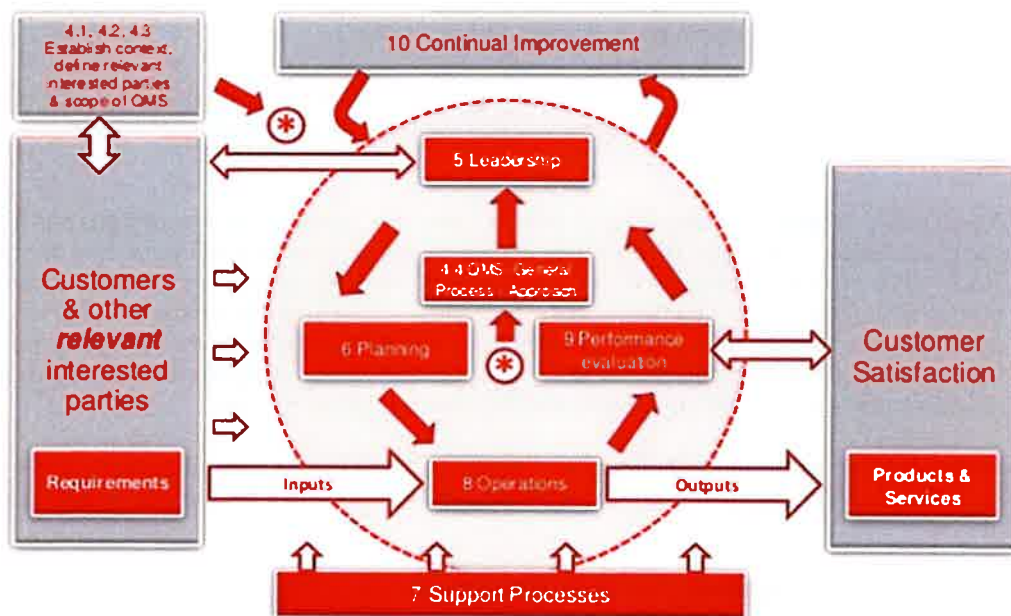 4.1, 4.2, 4.3
Establish context,
define relevant
interested parties
& scope of QMS
10 Continual Improvement
*
5 Leadership
4.4 QMS General
Process Approach
Customers
& other
relevant
interested
parties
6 Planning
*
9 Performance
evaluation
Customer
Satisfaction
Requirements
Inputs
8 Operations
Outputs
Products &
Services
7 Support Processes